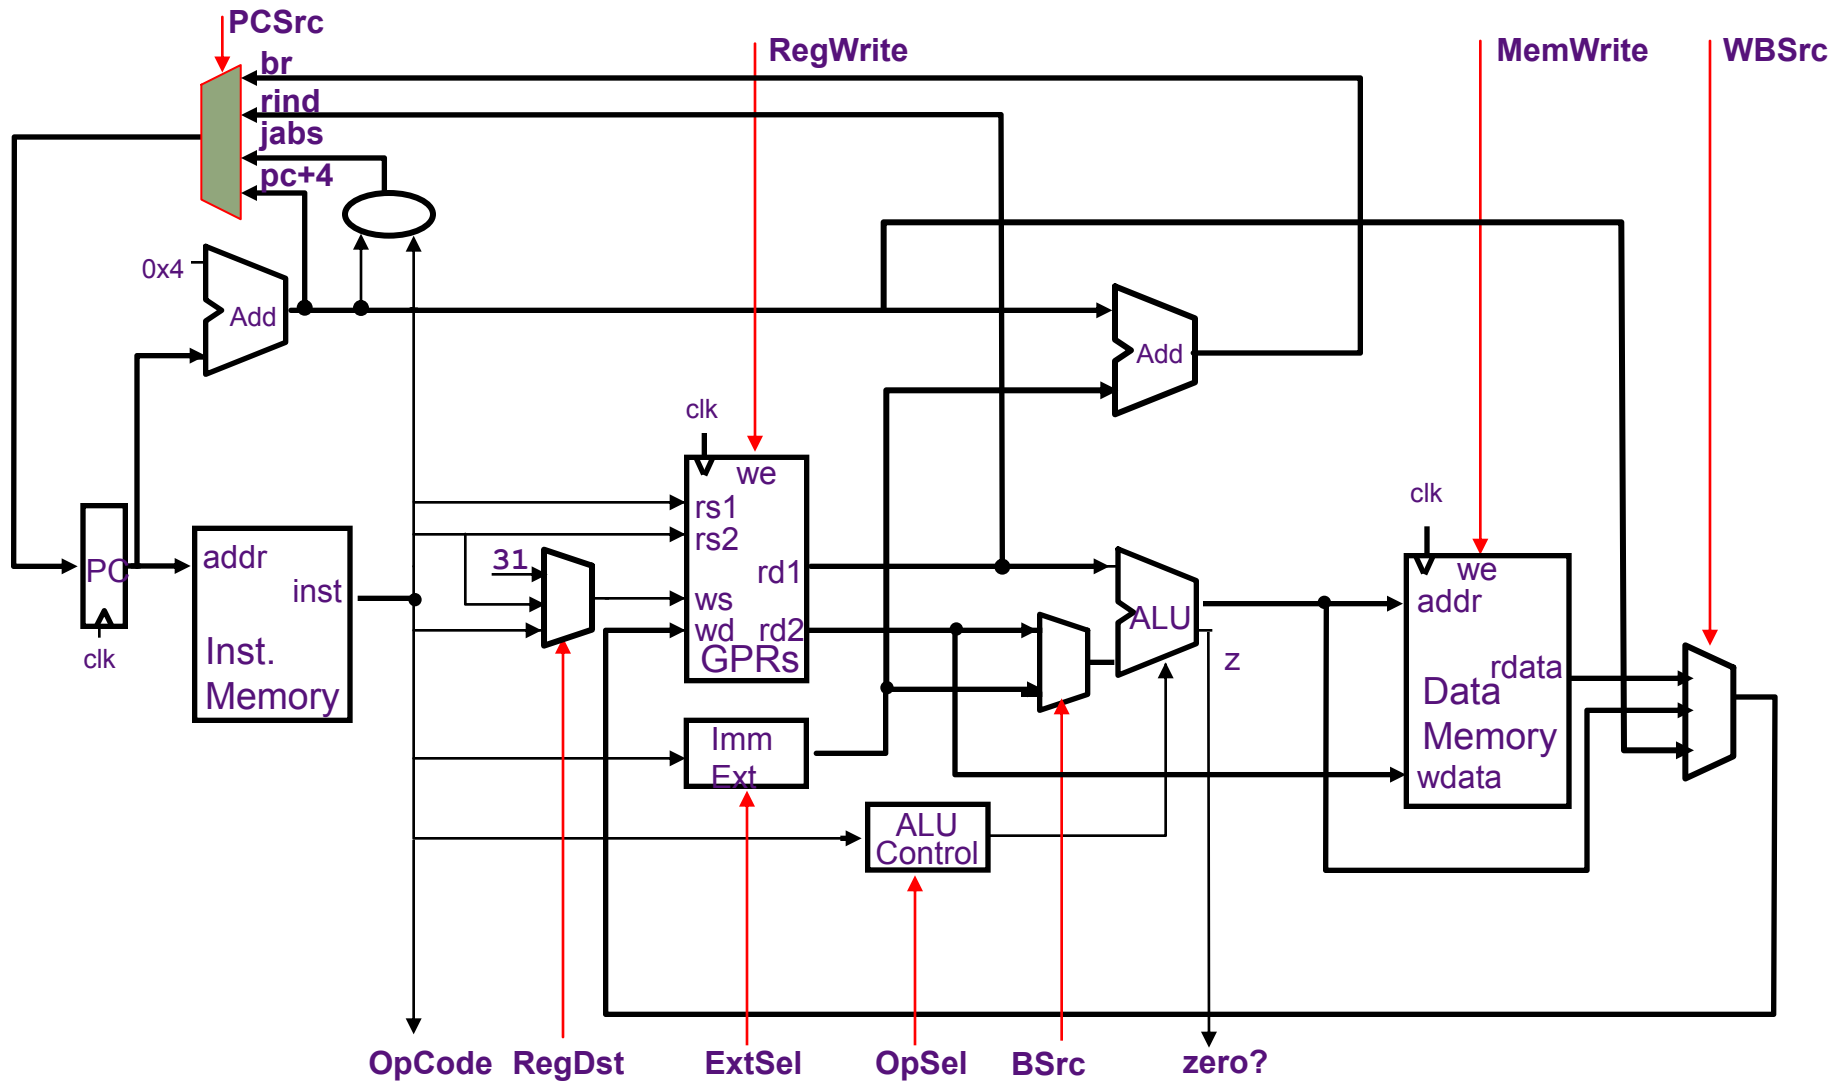 PCSrc
br
rind
jabs
pc+4
RegWrite
MemWrite
WBSrc
0x4
Add
Add
clk
we
rs1
rs2
31
ws
wd
rd1
rd2
GPRs
PC
clk
addr
inst
Inst.
Memory
Imm
Ext
ALU
Control
ALU
z
clk
we
addr
rdata
Data
Memory
wdata
OpCode
RegDst
ExtSel
OpSel
BSrc
zero?